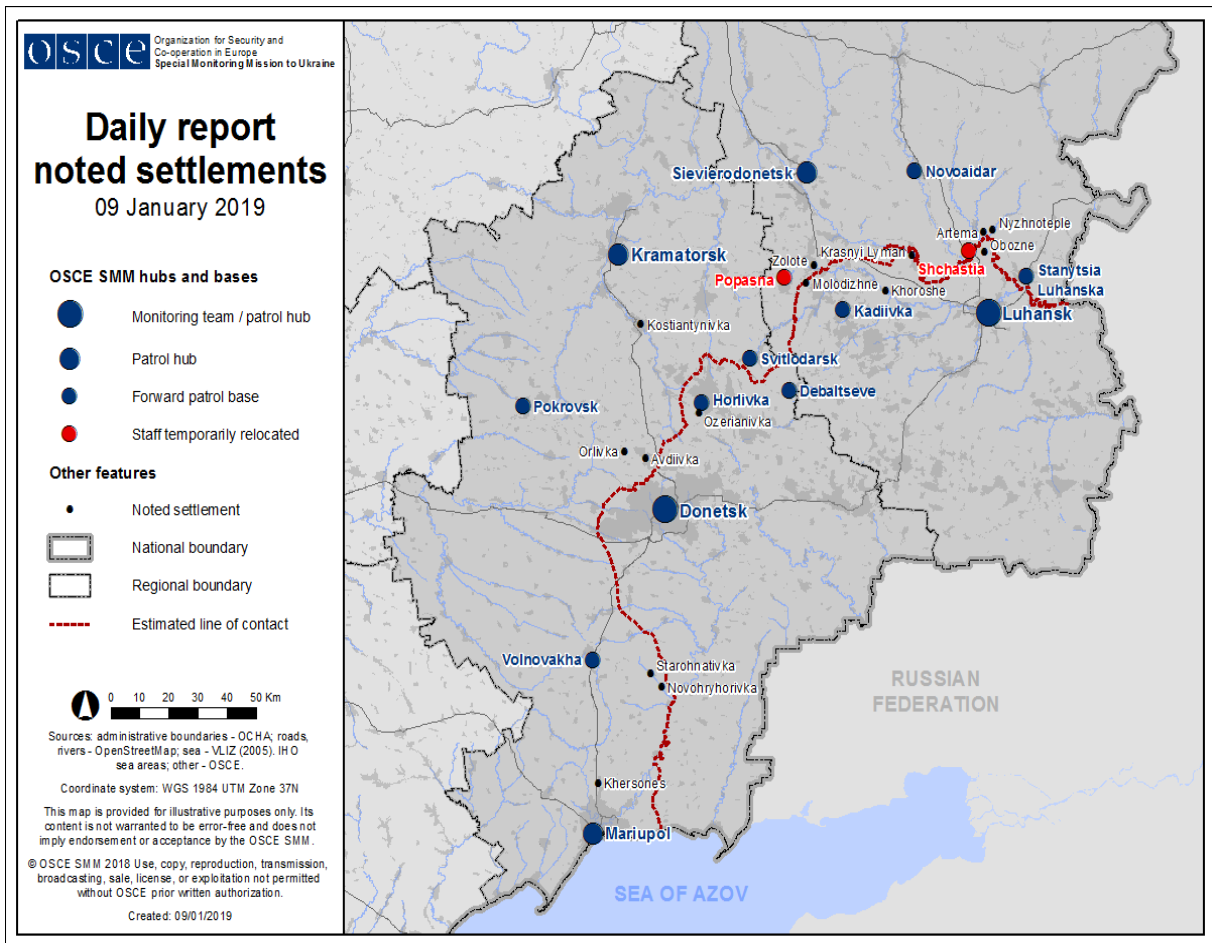 OSCE
Organization for Security and
Co-operation in Europe
Special Monitoring Mission to Ukraine
Daily report
noted settlements
09 January 2019
OSCE SMM hubs and bases
Monitoring team / patrol hub
Patrol hub
Forward patrol base
Staff temporarily relocated
Other features
Noted settlement
National boundary
Regional boundary
Estimated line of contact
0 10 20 30 40 50 Km
Sources: administrative boundaries - OCHA; roads,
rivers - OpenStreetMap; sea - VLIZ (2005). IHO
sea areas; other - OSCE.
Coordinate system: WGS 1984 UTM Zone 37N
This map is provided for illustrative purposes only. Its
content is not warranted to be error-free and does not
imply endorsement or acceptance by the OSCE SMM.
© OSCE SMM 2018 Use, copy, reproduction, transmission,
broadcasting, sale, license, or exploitation not permitted
without OSCE prior written authorization.
Created: 09/01/2019
Sievierodonetsk
Novoaidar
Nyzhnoteple
Artema
Obozne
Kramatorsk
Krasnyi Lyman
Zolote
Shchastia
Stanytsia
Luhanska
Popasna
Molodizhne
Khoroshe
Kadiivka
Luhansk
Kostiantynivka
Svitlodarsk
Debaltseve
Pokrovsk
Horlivka
Ozerianivka
Orlivka
Avdiivka
Donetsk
Volnovakha
Starohnativka
Novohryhorivka
RUSSIAN
FEDERATION
Khersones
Mariupol
SEA OF AZOV